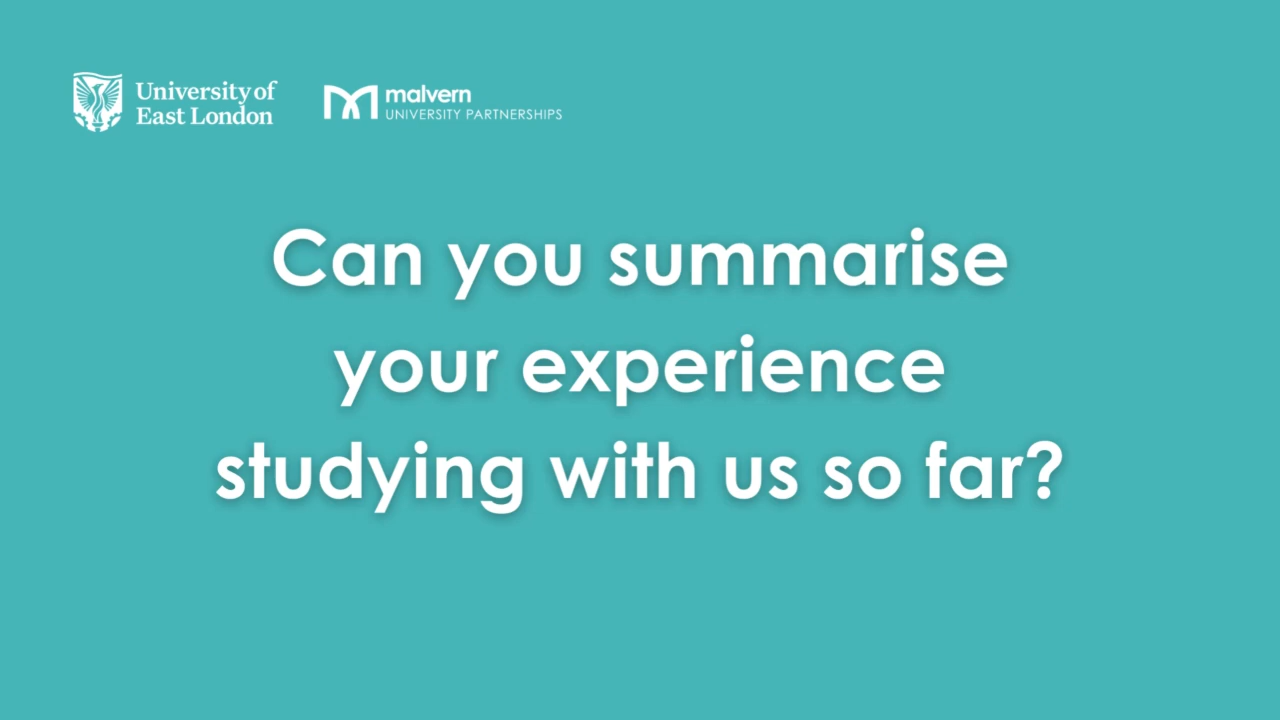 University of
East London
malvern
UNIVERSITY PARTNERSHIPS
Can you summarise
your experience
studying with us so far?